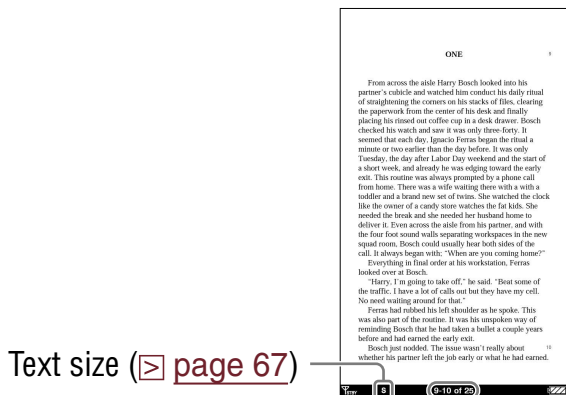 ONE
9
From across the aisle Harry Bosch looked into his
partner's cubicle and watched him conduct his daily ritual
of straightening the corners on his stacks of files, clearing
the paperwork from the center of his desk and finally
placing his rinsed out coffee cup in a desk drawer. Bosch
checked his watch and saw it was only three-forty. It
seemed that each day, Ignacio Ferras began the ritual a
minute or two earlier than the day before. It was only
Tuesday, the day after Labor Day weekend and the start of
a short week, and already he was edging toward the early
exit. This routine was always prompted by a phone call
from home. There was a wife waiting there with a with a
toddler and a brand new set of twins. She watched the clock
like the owner of a candy store watches the fat kids. She
needed the break and she needed her husband home to
deliver it. Even across the aisle from his partner, and with
the four foot sound walls separating workspaces in the new
squad room, Bosch could usually hear both sides of the
call. It always began with; "When are you coming home?"
Everything in final order at his workstation, Ferras
looked over at Bosch.
"Harry, I'm going to take off," he said. "Beat some of
the traffic. I have a lot of calls out but they have my cell.
No need waiting around for that."
Ferras had rubbed his left shoulder as he spoke. This
was also part of the routine. It was his unspoken way of
reminding Bosch that he had taken a bullet a couple years
before and had earned the early exit.
Bosch just nodded. The issue wasn't really about
10
whether his partner left the job early or what he had earned.
Text size (> page 67)
S
9-10 of 25